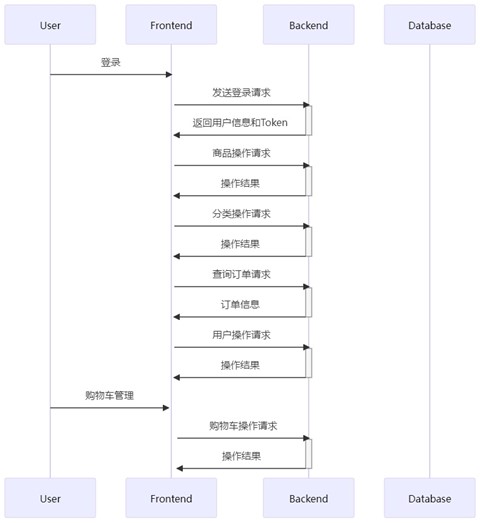 User Frontend Backend Database
登录
发送登录请求
返回用户信息和Token
商品操作请求
操作结果
分类操作请求
操作结果
查询订单请求
订单信息
用户操作请求
操作结果
购物车管理
购物车操作请求
操作结果
User Frontend Backend Database